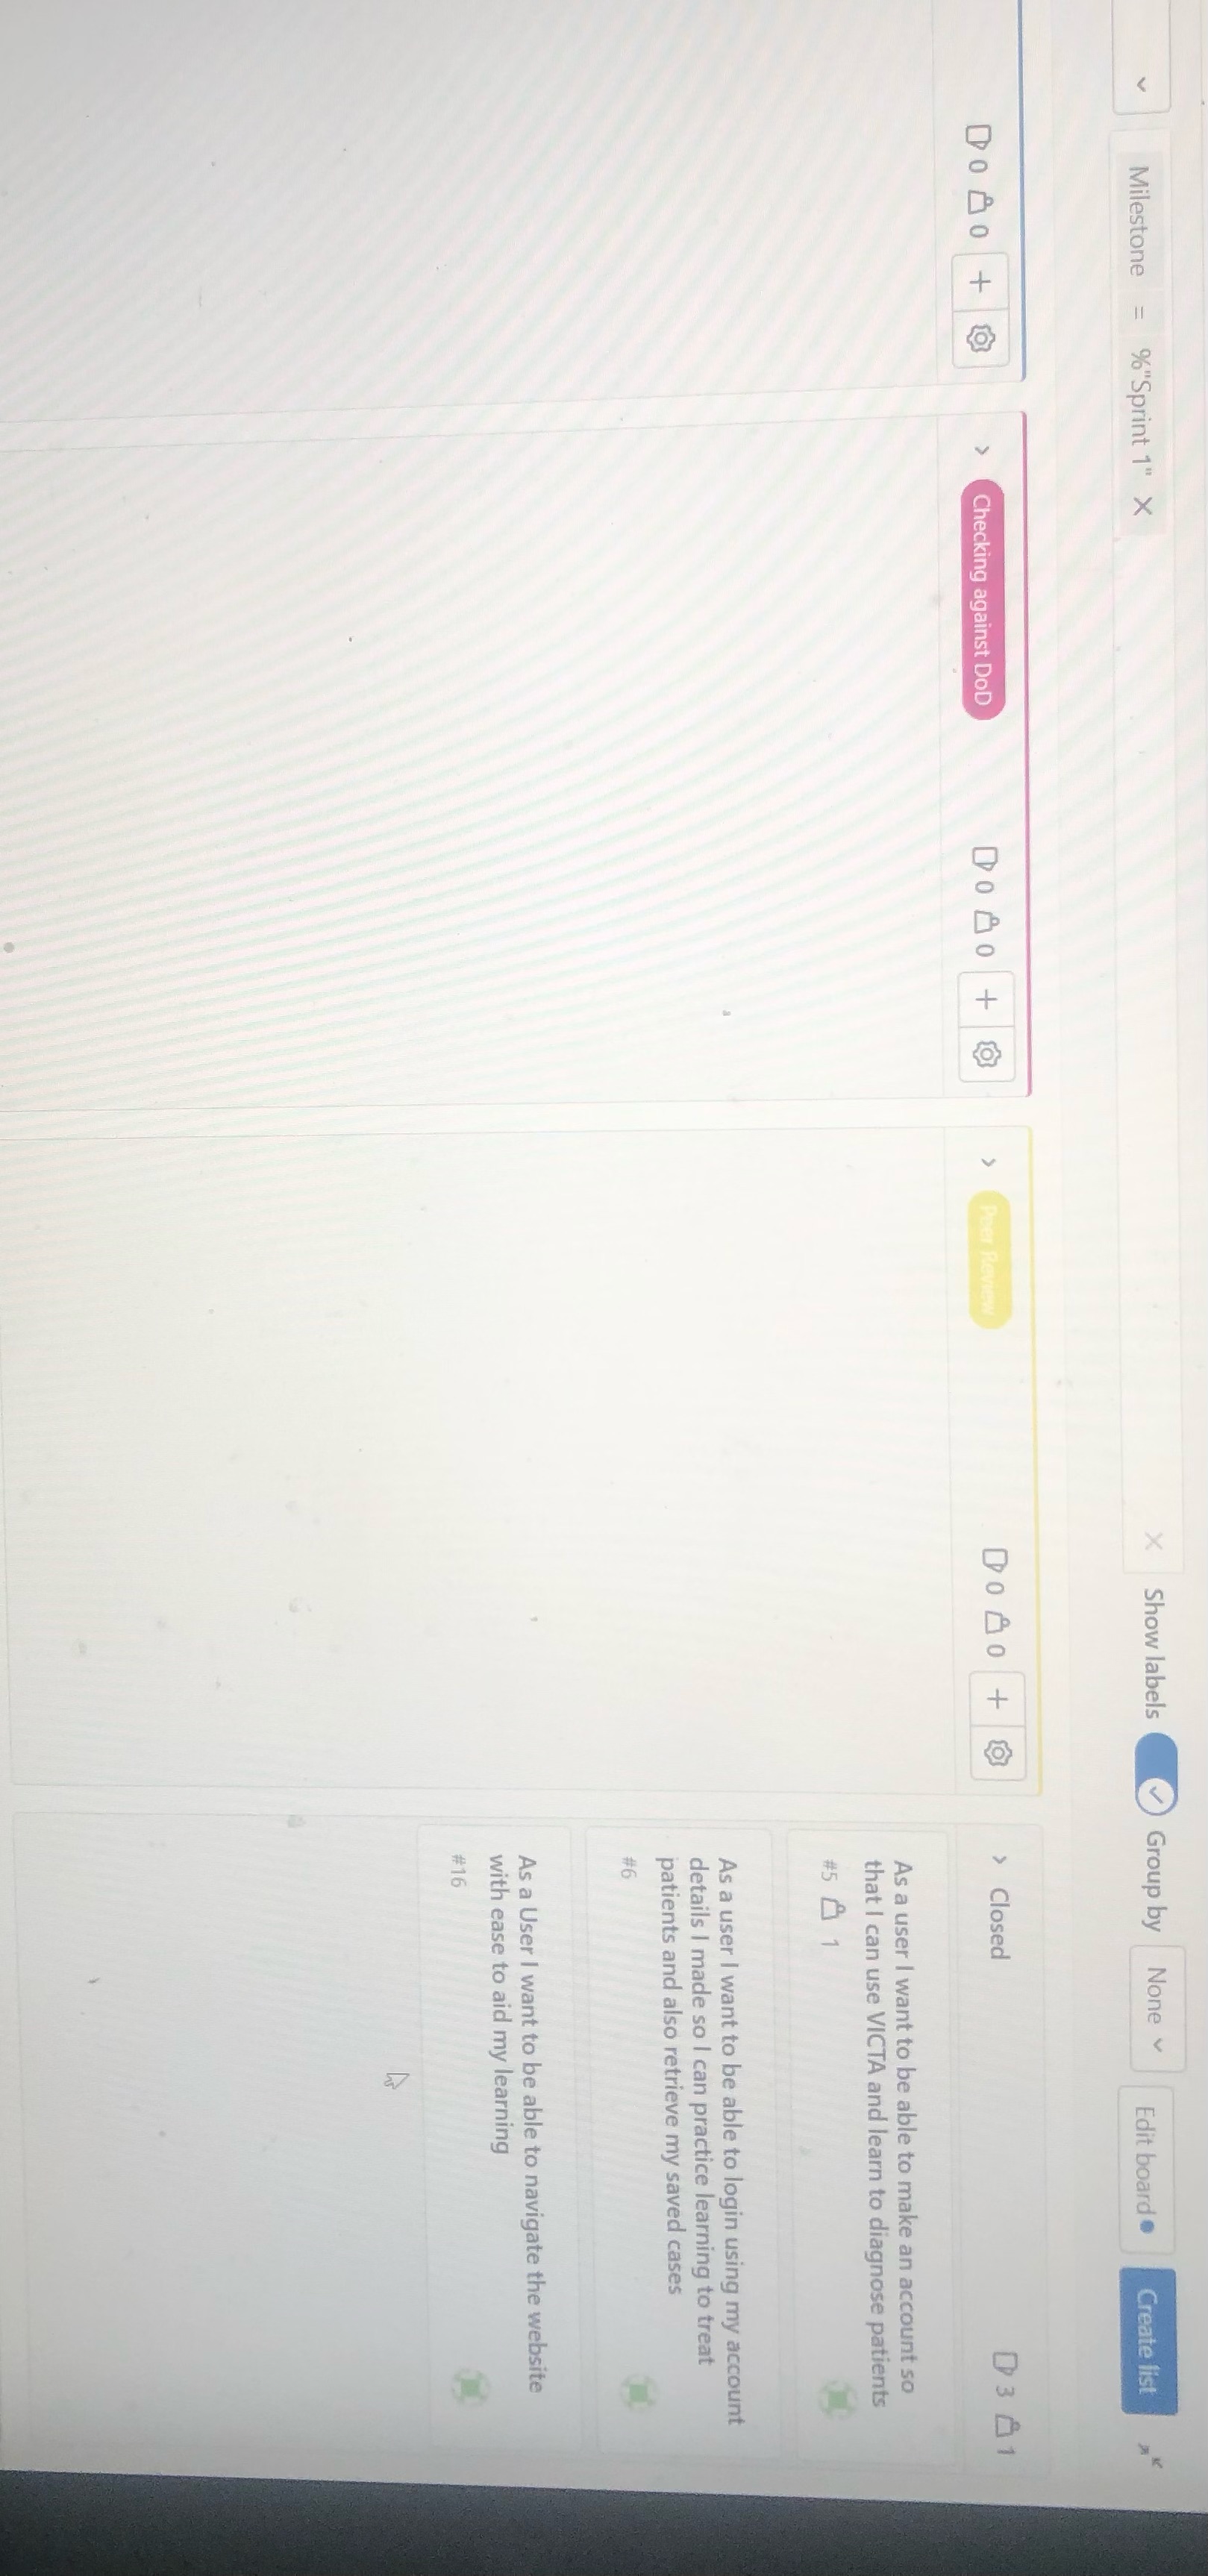 Milestone = %"Sprint 1"
Show labels Group by None Edit board Create list
0 0
Checking against DoD 0 0
Peer Review 0 0
Closed 3 1
As a user I want to be able to make an account so
that I can use VICTA and learn to diagnose patients
#5 1
As a user I want to be able to login using my account
details I made so I can practice learning to treat
patients and also retrieve my saved cases
#6
As a User I want to be able to navigate the website
with ease to aid my learning
#16